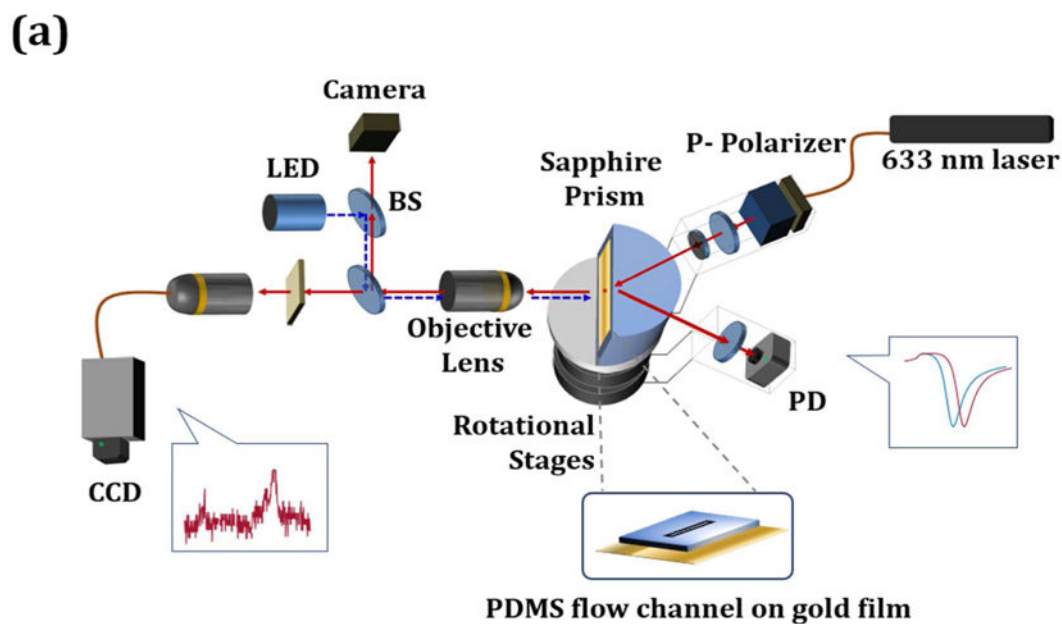 (a)
Camera
LED
BS
Sapphire
Prism
P- Polarizer
633 nm laser
Objective
Lens
PD
Rotational
Stages
CCD
PDMS flow channel on gold film